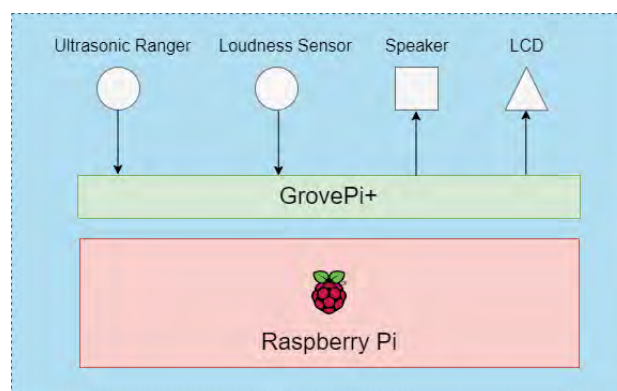 Ultrasonic Ranger Loudness Sensor Speaker LCD
GrovePi+
Raspberry Pi